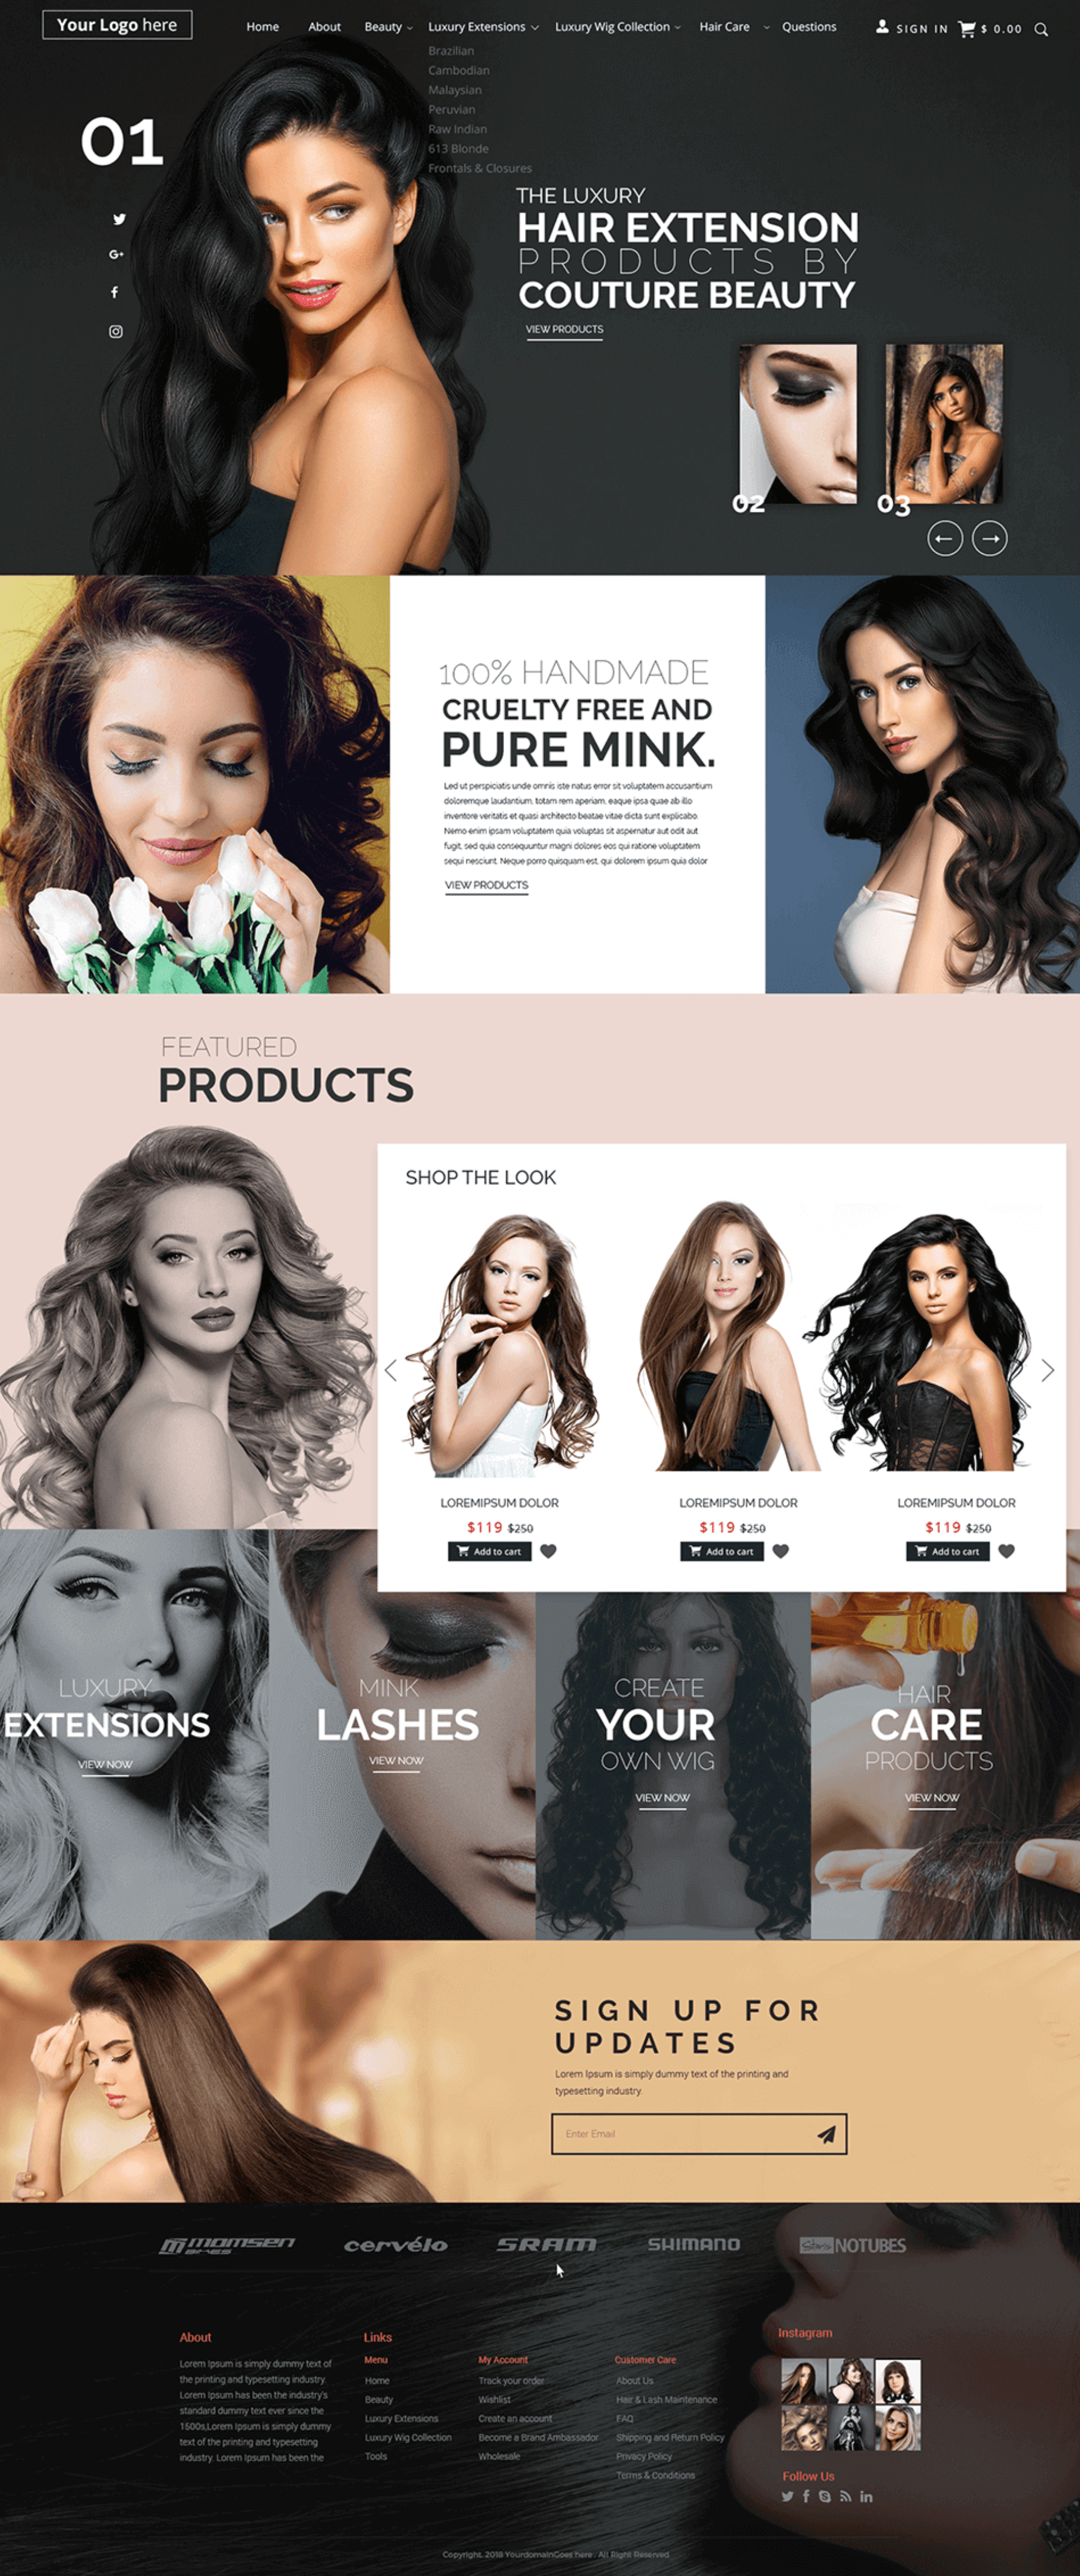 Your Logo here
Home About Beauty Luxury Extensions Luxury Wig Collection Hair Care Questions SIGN IN $ 0.00
Brazilian
Cambodian
Malaysian
Peruvian
Raw Indian
613 Blonde
Frontals & Closures
01
THE LUXURY
HAIR EXTENSION
PRODUCTS BY
COUTURE BEAUTY
VIEW PRODUCTS
02
03
100% HANDMADE
CRUELTY FREE AND
PURE MINK.
Led ut perspiciatis unde omnis iste natus error sit voluptatem accusantium
doloremque laudantium, totam rem aperiam, eaque ipsa quae ab illo
inventore veritatis et quasi architecto beatae vitae dicta sunt explicabo.
Nemo enim ipsam voluptatem quia voluptas sit aspernatur aut odit aut
fugit, sed quia consequuntur magni dolores eos qui ratione voluptatem
sequi nesciunt. Neque porro quisquam est, qui dolorem ipsum quia dolor
VIEW PRODUCTS
FEATURED
PRODUCTS
SHOP THE LOOK
LOREMIPSUM DOLOR
$119 $250
Add to cart
LOREMIPSUM DOLOR
$119 $250
Add to cart
LOREMIPSUM DOLOR
$119 $250
Add to cart
LUXURY
EXTENSIONS
VIEW NOW
MINK
LASHES
VIEW NOW
CREATE
YOUR
OWN WIG
VIEW NOW
HAIR
CARE
PRODUCTS
VIEW NOW
SIGN UP FOR
UPDATES
Lorem Ipsum is simply dummy text of the printing and
typesetting industry.
Enter Email
momsen BIKES
cervélo
SRAM
SHIMANO
Stan's NOTUBES
About
Lorem Ipsum is simply dummy text of
the printing and typesetting industry.
Lorem Ipsum has been the industry's
standard dummy text ever since the
1500s,Lorem Ipsum is simply dummy
text of the printing and typesetting
industry. Lorem Ipsum has been the
Links
Menu
Home
Beauty
Luxury Extensions
Luxury Wig Collection
Tools
My Account
Track your order
Wishlist
Create an account
Become a Brand Ambassador
Wholesale
Customer Care
About Us
Hair & Lash Maintenance
FAQ
Shipping and Return Policy
Privacy Policy
Terms & Conditions
Instagram
Follow Us
Copyright. 2018 YourdomainGoes here . All Right Reserved